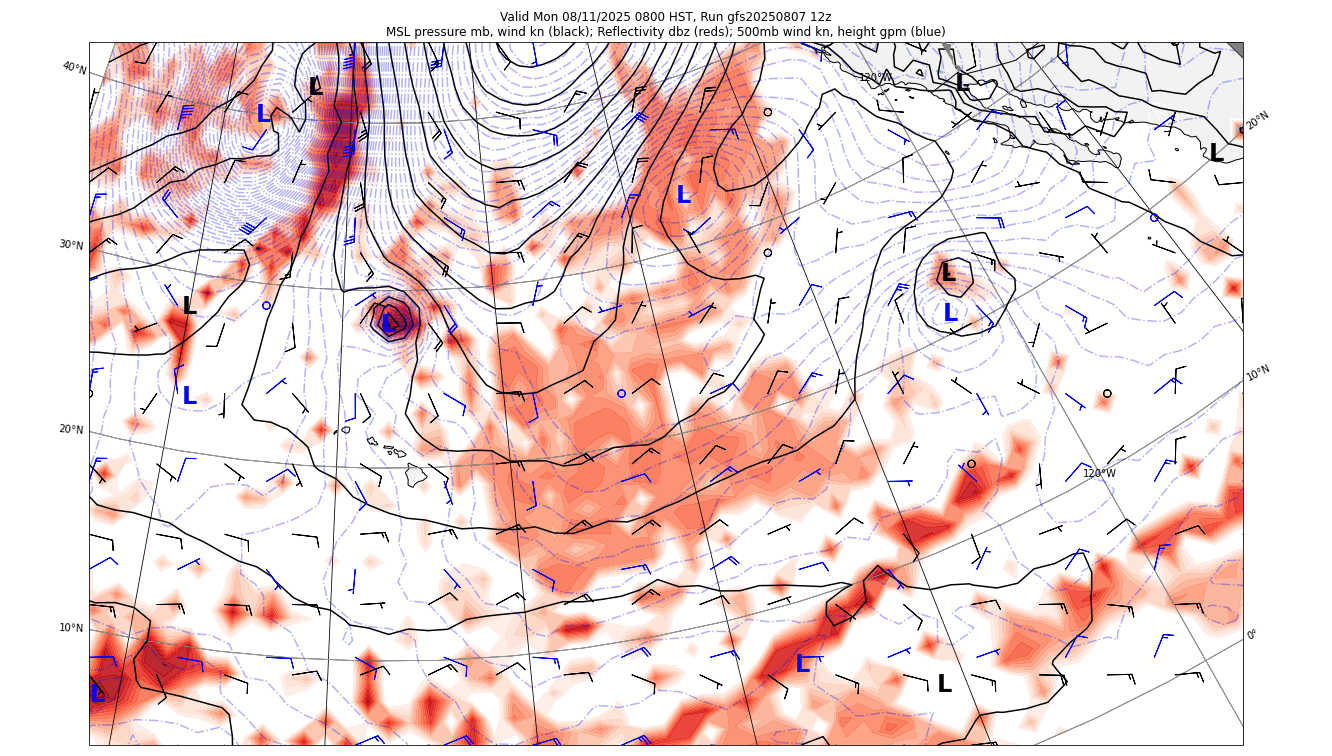 Valid Mon 08/11/2025 0800 HST, Run gfs20250807 12z
MSL pressure mb, wind kn (black); Reflectivity dbz (reds); 500mb wind kn, height gpm (blue)
40°N
120°W
L
20°N
L
L
L
L
30°N
L
L
L
L
L
10°N
L
20°N
120°W
10°N
0°
L
L
L